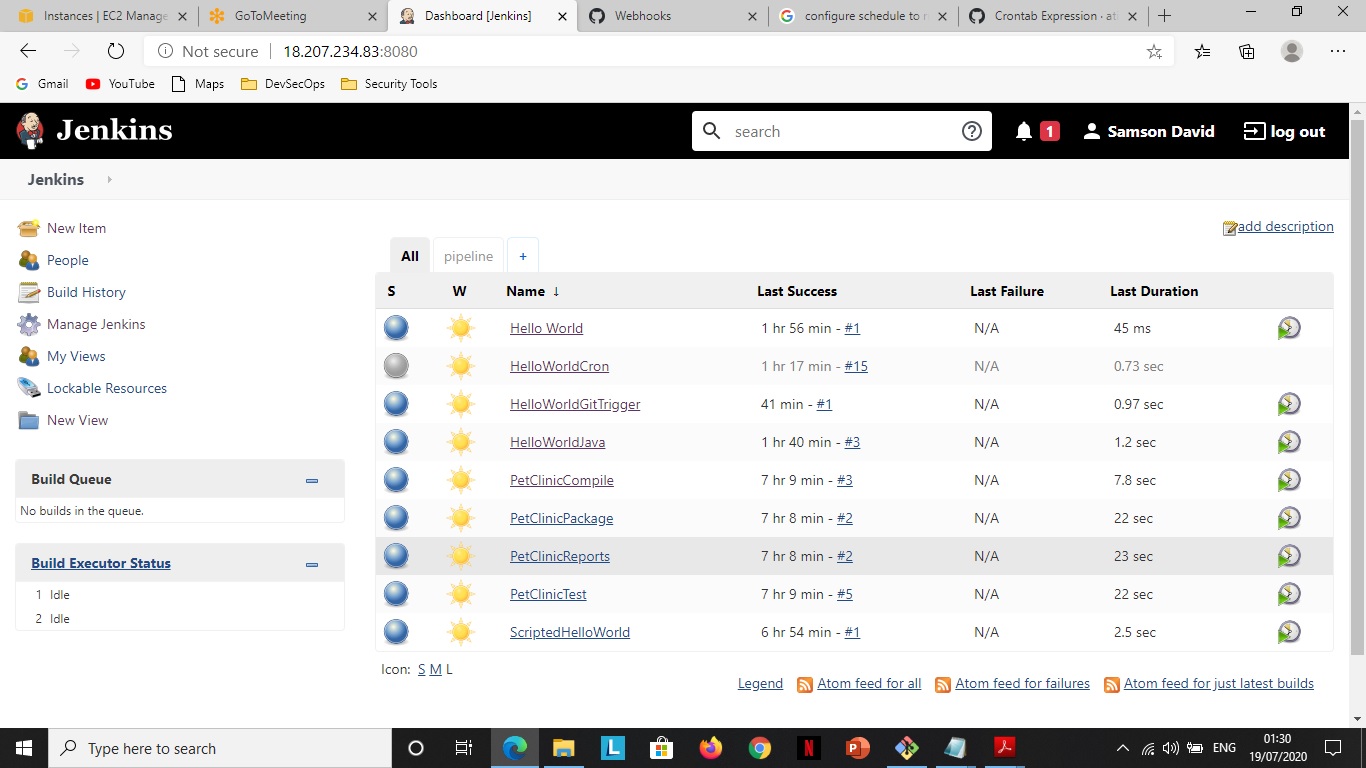 Instances | EC2 Manage
GoToMeeting
Dashboard [Jenkins]
Webhooks
configure schedule to r
Crontab Expression · at
Not secure 18.207.234.83:8080
Gmail YouTube Maps DevSecOps Security Tools
Jenkins search 1 Samson David log out
Jenkins
New Item
People
Build History
Manage Jenkins
My Views
Lockable Resources
New View
Build Queue
No builds in the queue.
Build Executor Status
1 Idle
2 Idle
add description
All pipeline +
S W Name ↓ Last Success Last Failure Last Duration
Hello World 1 hr 56 min - #1 N/A 45 ms
HelloWorldCron 1 hr 17 min - #15 N/A 0.73 sec
HelloWorldGitTrigger 41 min - #1 N/A 0.97 sec
HelloWorldJava 1 hr 40 min - #3 N/A 1.2 sec
PetClinicCompile 7 hr 9 min - #3 N/A 7.8 sec
PetClinicPackage 7 hr 8 min - #2 N/A 22 sec
PetClinicReports 7 hr 8 min - #2 N/A 23 sec
PetClinicTest 7 hr 9 min - #5 N/A 22 sec
ScriptedHelloWorld 6 hr 54 min - #1 N/A 2.5 sec
Icon: S M L
Legend Atom feed for all Atom feed for failures Atom feed for just latest builds
Type here to search
ENG
01:30
19/07/2020